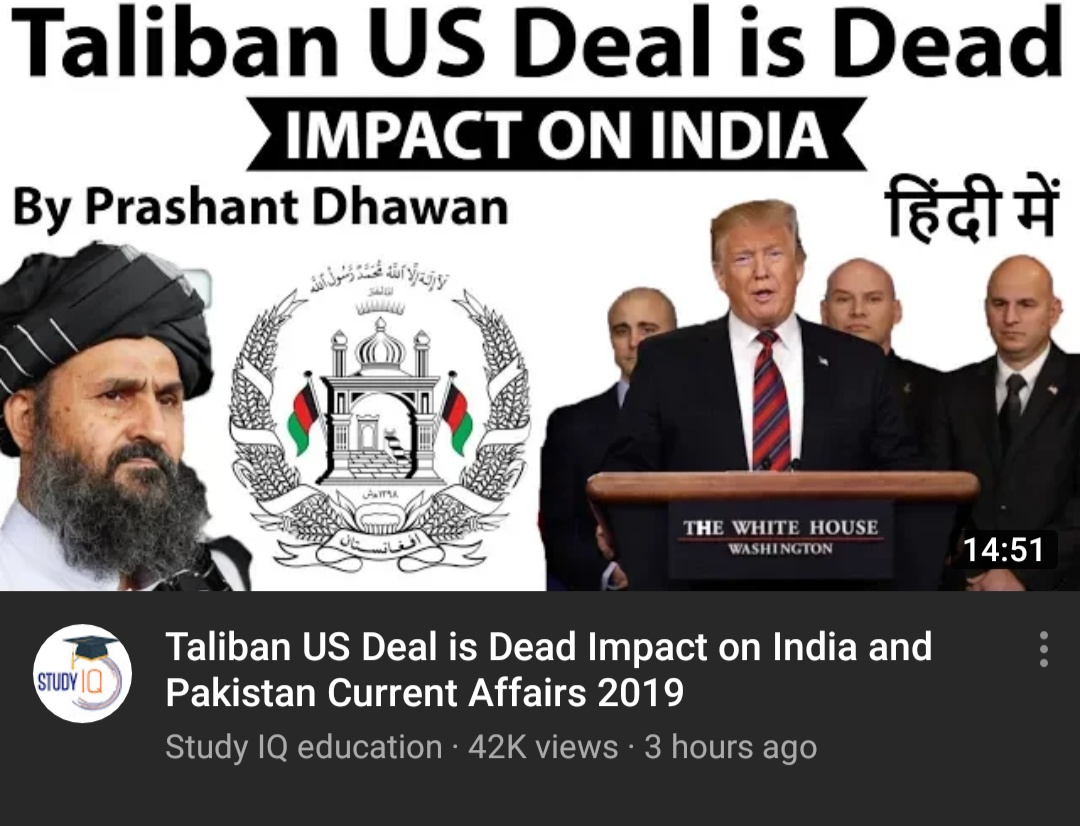 Taliban US Deal is Dead
IMPACT ON INDIA
By Prashant Dhawan
हिंदी में
لا إله إلا الله محمد رسول الله
الله أكبر
١٢٩٨ هـ ش
افغانستان
THE WHITE HOUSE
WASHINGTON
14:51
STUDY IQ
Taliban US Deal is Dead Impact on India and
Pakistan Current Affairs 2019
Study IQ education · 42K views · 3 hours ago